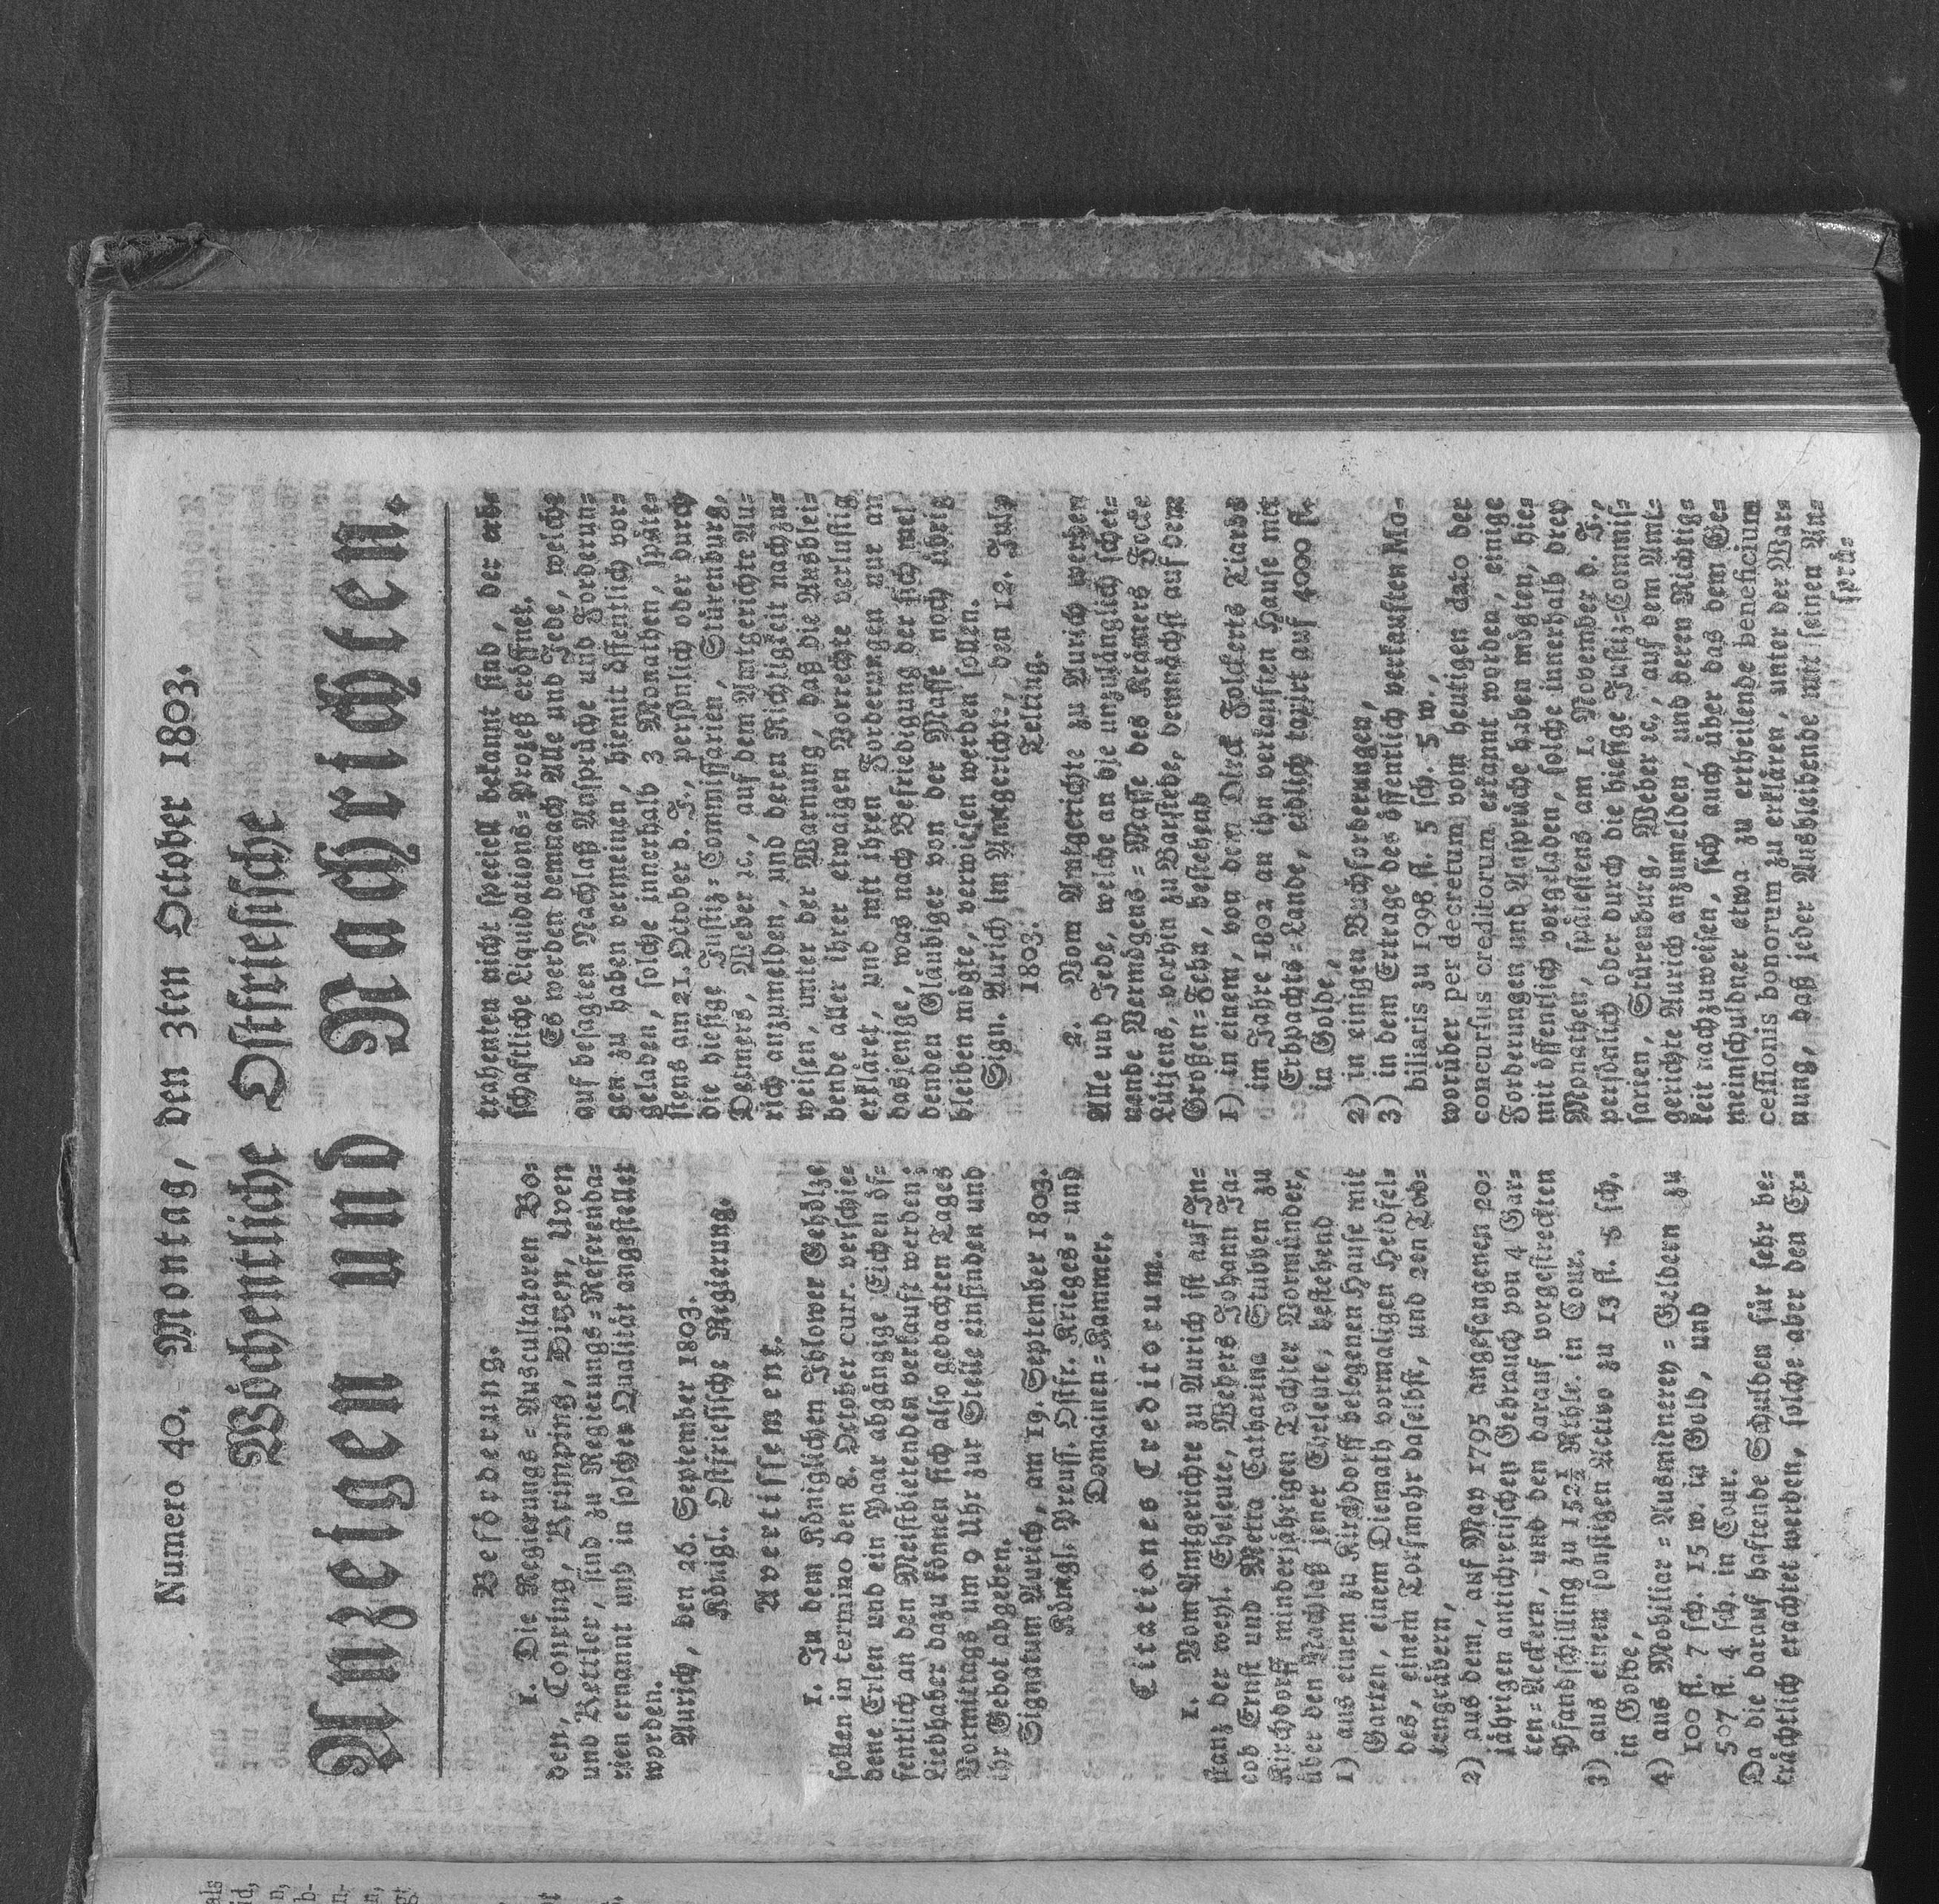 Numero 40. Montag, den 3ten October 1803.
Wöchentliche Ostfriesische
Anzeigen und Nachrichten.
Beförderung.
1. Die Regierungs-Auscultatoren Bo-
den, Conring, Krimping, Dizen, Uven
und Kettler, sind zu Regierungs-Referenda-
rien ernannt und in solcher Qualität angestellet
worden.
Aurich, den 26. September 1803.
Königl. Ostfriesische Regierung.
Avertissement.
1. In dem Königlichen Ihlower Gehölze
sollen in termino den 8. October curr. verschie-
dene Erlen und ein Paar abgängige Eichen öf-
fentlich an den Meistbietenden verkauft werden;
Liebhaber dazu können sich also gedachten Tages
Vormittags um 9 Uhr zur Stelle einfinden und
ihr Gebot abgeben.
Signatum Aurich, am 19. September 1803.
Königl. Preuss. Ostfr. Krieges- und
Domainen-Kammer.
Citationes Creditorum.
1. Vom Amtgerichte zu Aurich ist auf In-
stanz der weyl. Eheleute, Webers Johann Ja-
cob Ernst und Metta Catharina Stubben zu
Kirchdorff minderjährigen Tochter Vormünder,
über den Nachlaß jener Eheleute, bestehend
1) aus einem zu Kirchdorff belegenen Hause mit
Garten, einem Diemath vormaligen Heidfel-
des, einem Torfmohr daselbst, und 2en Tod-
tengräbern,
2) aus dem, auf May 1795 angefangenen 20-
jährigen antichretischen Gebrauch von 4 Gar-
ten-Aeckern, und den darauf vorgestreckten
Pfandschilling zu 152½ Rthlr. in Cour.
3) aus einem sonstigen Activo zu 13 fl. 8 sch.
in Golde,
4) aus Mobiliar-Ausmienerey-Geldern zu
100 fl. 7 sch. 15 w. in Gold, und
507 fl. 4 sch. in Cour.
Da die darauf haftende Schulden für sehr be-
trächtlich erachtet werden, solche aber den Ex-
trahenten nicht speciell bekannt sind, der erb-
schaftliche Liquidations-Prozeß eröffnet.
Es werden demnach Alle und Jede, welche
auf besagten Nachlaß Ansprüche und Forderun-
gen zu haben vermeinen, hiemit öffentlich vor-
geladen, solche innerhalb 3 Monathen, späte-
stens am 21. October d. J., persönlich oder durch
die hiesige Justiz-Commissarien, Stürenburg,
Detmers, Weber ꝛc., auf dem Amtgerichte Au-
rich anzumelden, und deren Richtigkeit nachzu-
weisen, unter der Warnung, daß die Ausblei-
bende aller ihrer etwaigen Vorrechte verlustig
erkläret, und mit ihren Forderungen nur an
dasjenige, was nach Befriedigung der sich mel-
denden Gläubiger von der Masse noch übrig
bleiben mögte, verwiesen werden sollen.
Sign. Aurich im Amtgerichte, den 12. July
1803. Telting.
2. Vom Amtgerichte zu Aurich werden
Alle und Jede, welche an die unzulänglich schei-
nende Vermögens-Masse des Krämers Focke
Lütjens, vorhin zu Barstede, demnächst auf dem
Großen-Fehn, bestehend
1) in einem, von dem Dirck Folckerts Tiards
im Jahre 1802 an ihn verkauften Hause mit
Erbpachts-Lande, eidlich taxirt auf 4000 fl.
in Golde,
2) in einigen Buchforderungen,
3) in dem Ertrage des öffentlich verkauften Mo-
biliaris zu 1098 fl. 5 sch. 5 w.,
worüber per decretum vom heutigen dato der
concursus creditorum erkannt worden, einige
Forderungen und Ansprüche haben mögten, hie-
mit öffentlich vorgeladen, solche innerhalb drey
Monathen, spätestens am 1. November d. J.,
persönlich oder durch die hiesige Justiz-Commis-
sarien, Stürenburg, Weber ꝛc., auf dem Amt-
gerichte Aurich anzumelden, und deren Richtig-
keit nachzuweisen, sich auch über das dem Ge-
meinschuldner etwa zu ertheilende beneficium
cessionis bonorum zu erklären, unter der War-
nung, daß jeder Ausbleibende mit seinen An-
sprü-